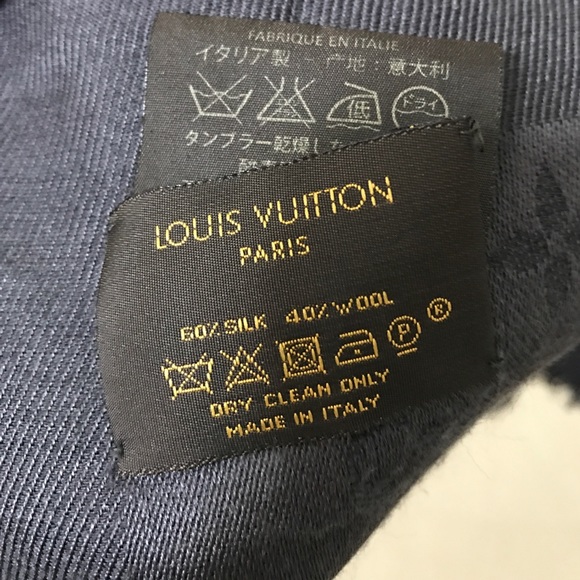 FABRIQUE EN ITALIE
イタリア製 - 产地：意大利
低 ドライ
タンブラー乾燥し
LOUIS VUITTON
PARIS
60% SILK 40% WOOL
P ®
DRY CLEAN ONLY
MADE IN ITALY